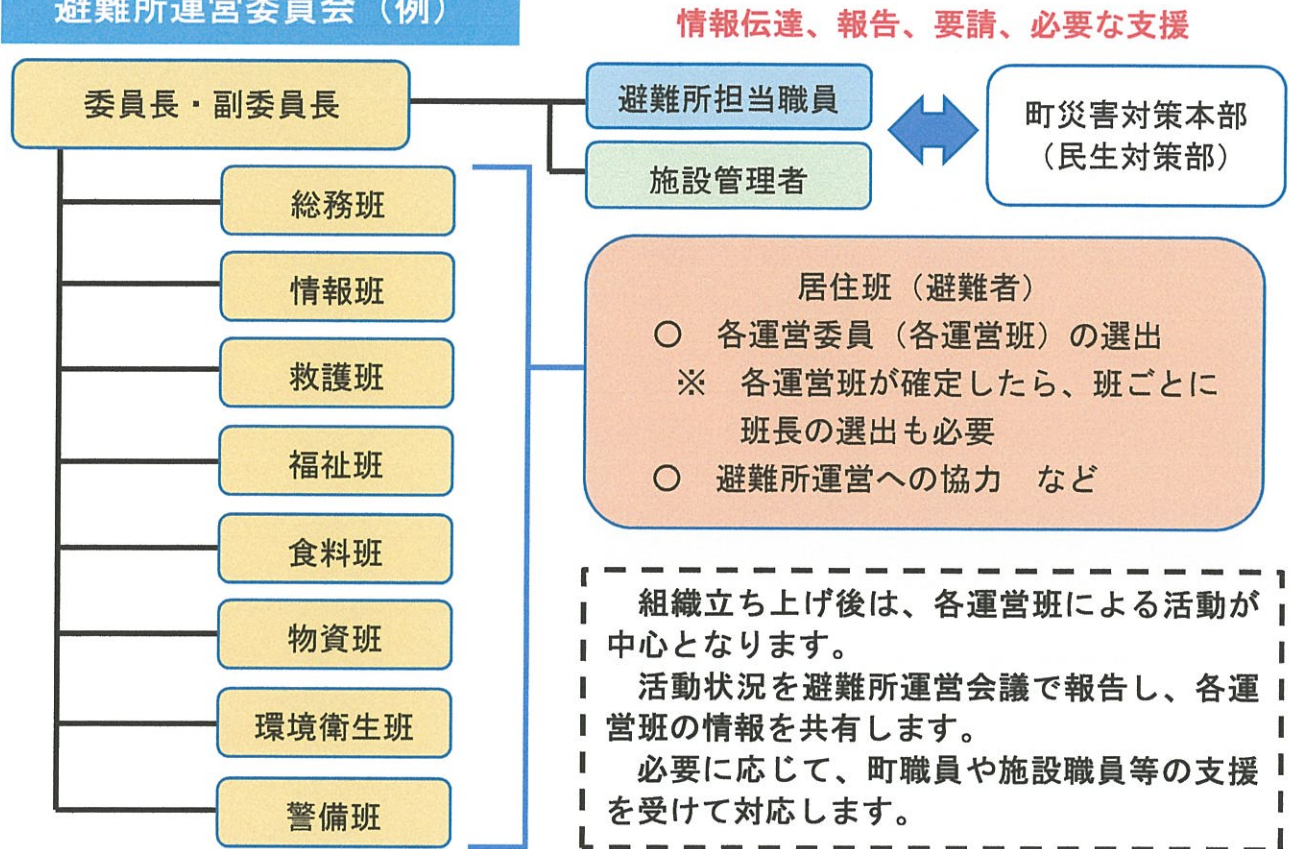 避難所運営委員会（例）
情報伝達、報告、要請、必要な支援
委員長・副委員長
避難所担当職員
施設管理者
町災害対策本部
（民生対策部）
総務班
情報班
救護班
福祉班
食料班
物資班
環境衛生班
警備班
居住班（避難者）
○　各運営委員（各運営班）の選出
※　各運営班が確定したら、班ごとに
班長の選出も必要
○　避難所運営への協力　など
組織立ち上げ後は、各運営班による活動が
中心となります。
活動状況を避難所運営会議で報告し、各運
営班の情報を共有します。
必要に応じて、町職員や施設職員等の支援
を受けて対応します。